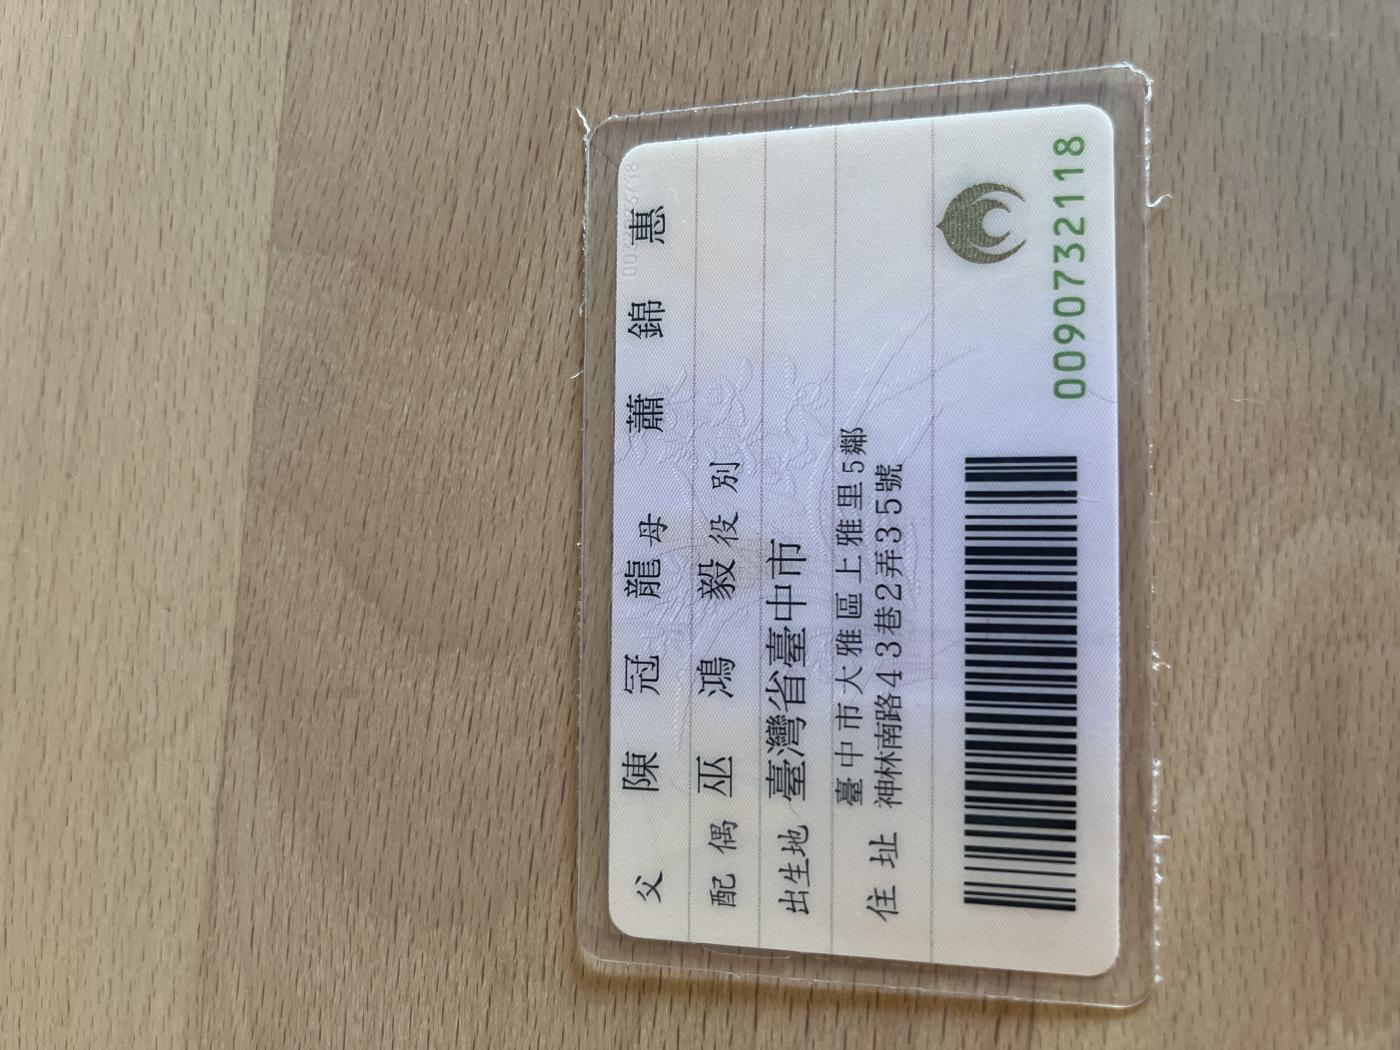 父 陳冠龍 母 蕭錦惠
配偶 巫鴻毅 役別
出生地 臺灣省臺中市
住址 臺中市大雅區上雅里5鄰
神林南路43巷2弄35號
0090732118